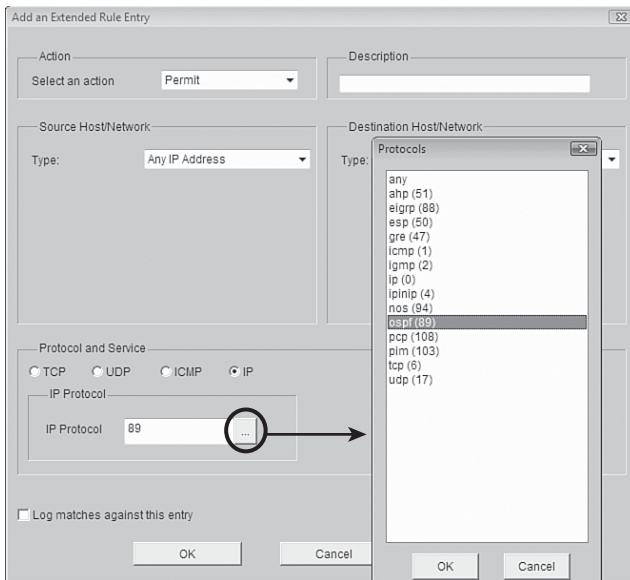 Add an Extended Rule Entry
Action
Select an action
Permit
Description
Source Host/Network
Type:
Any IP Address
Destination Host/Network
Type:
Protocol and Service
TCP
UDP
ICMP
IP
IP Protocol
IP Protocol
89
...
Log matches against this entry
OK
Cancel
Protocols
any
ahp (51)
eigrp (88)
esp (50)
gre (47)
icmp (1)
igmp (2)
ip (0)
ipinip (4)
nos (94)
ospf (89)
pcp (108)
pim (103)
tcp (6)
udp (17)
OK
Cancel